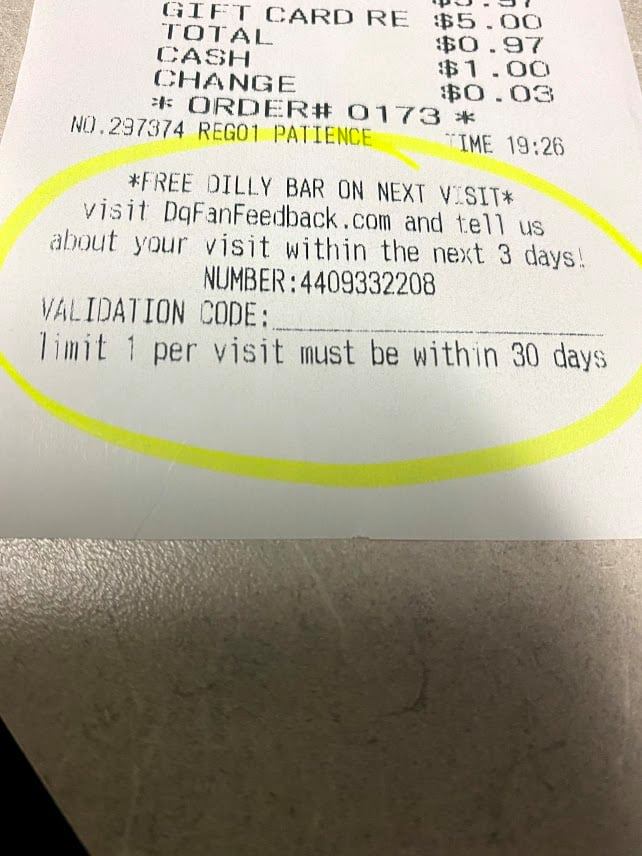 GIFT CARD RE $5.00
TOTAL $0.97
CASH $1.00
CHANGE $0.03
* ORDER# 0173 *
NO.297374 REG01 PATIENCE TIME 19:26
*FREE DILLY BAR ON NEXT VISIT*
visit DqFanFeedback.com and tell us
about your visit within the next 3 days!
NUMBER:4409332208
VALIDATION CODE:
limit 1 per visit must be within 30 days